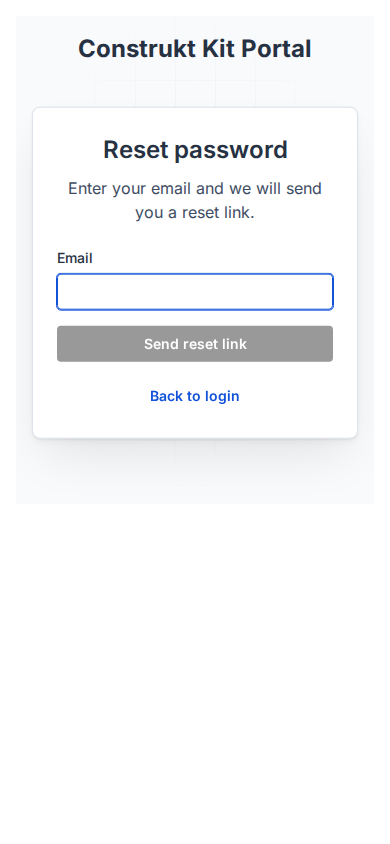 Construkt Kit Portal
Reset password
Enter your email and we will send
you a reset link.
Email
Send reset link
Back to login